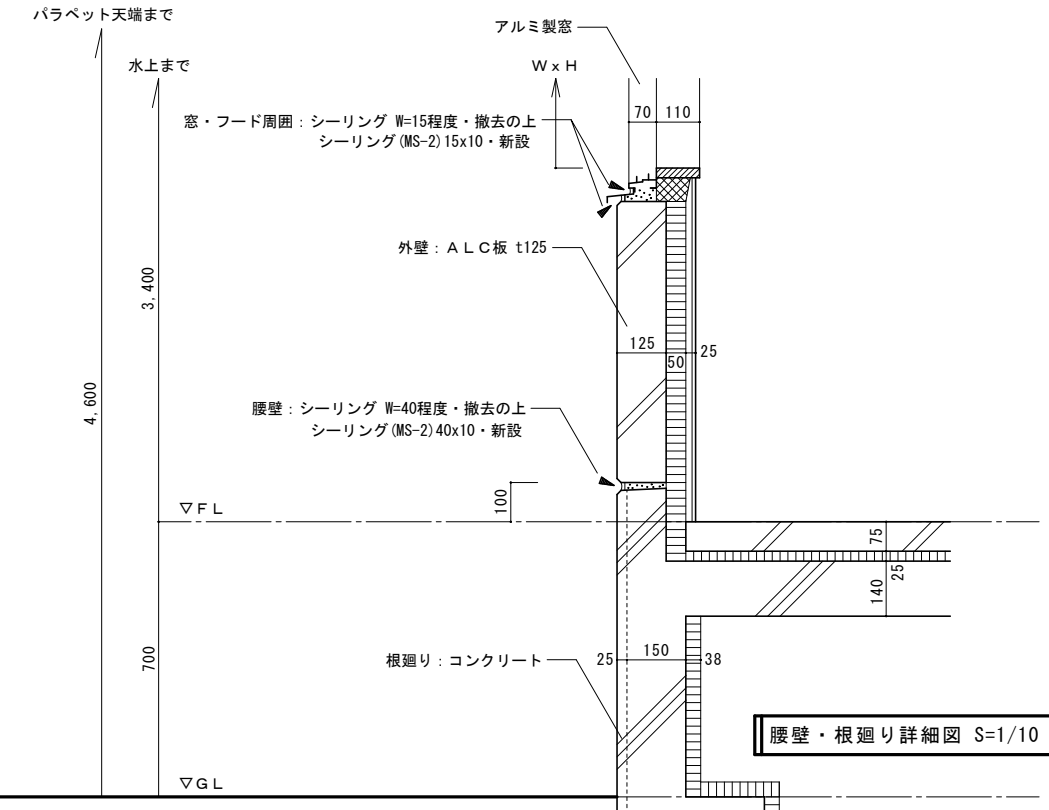 パラペット天端まで
アルミ製窓
水上まで
W x H
70
110
窓・フード周囲：シーリング W=15程度・撤去の上
シーリング(MS-2)15x10・新設
外壁：ＡＬＣ板 t125
3,400
125
50
25
4,600
腰壁：シーリング W=40程度・撤去の上
シーリング(MS-2)40x10・新設
100
▽ＦＬ
75
25
140
700
根廻り：コンクリート
25
150
38
腰壁・根廻り詳細図 S=1/10
▽ＧＬ